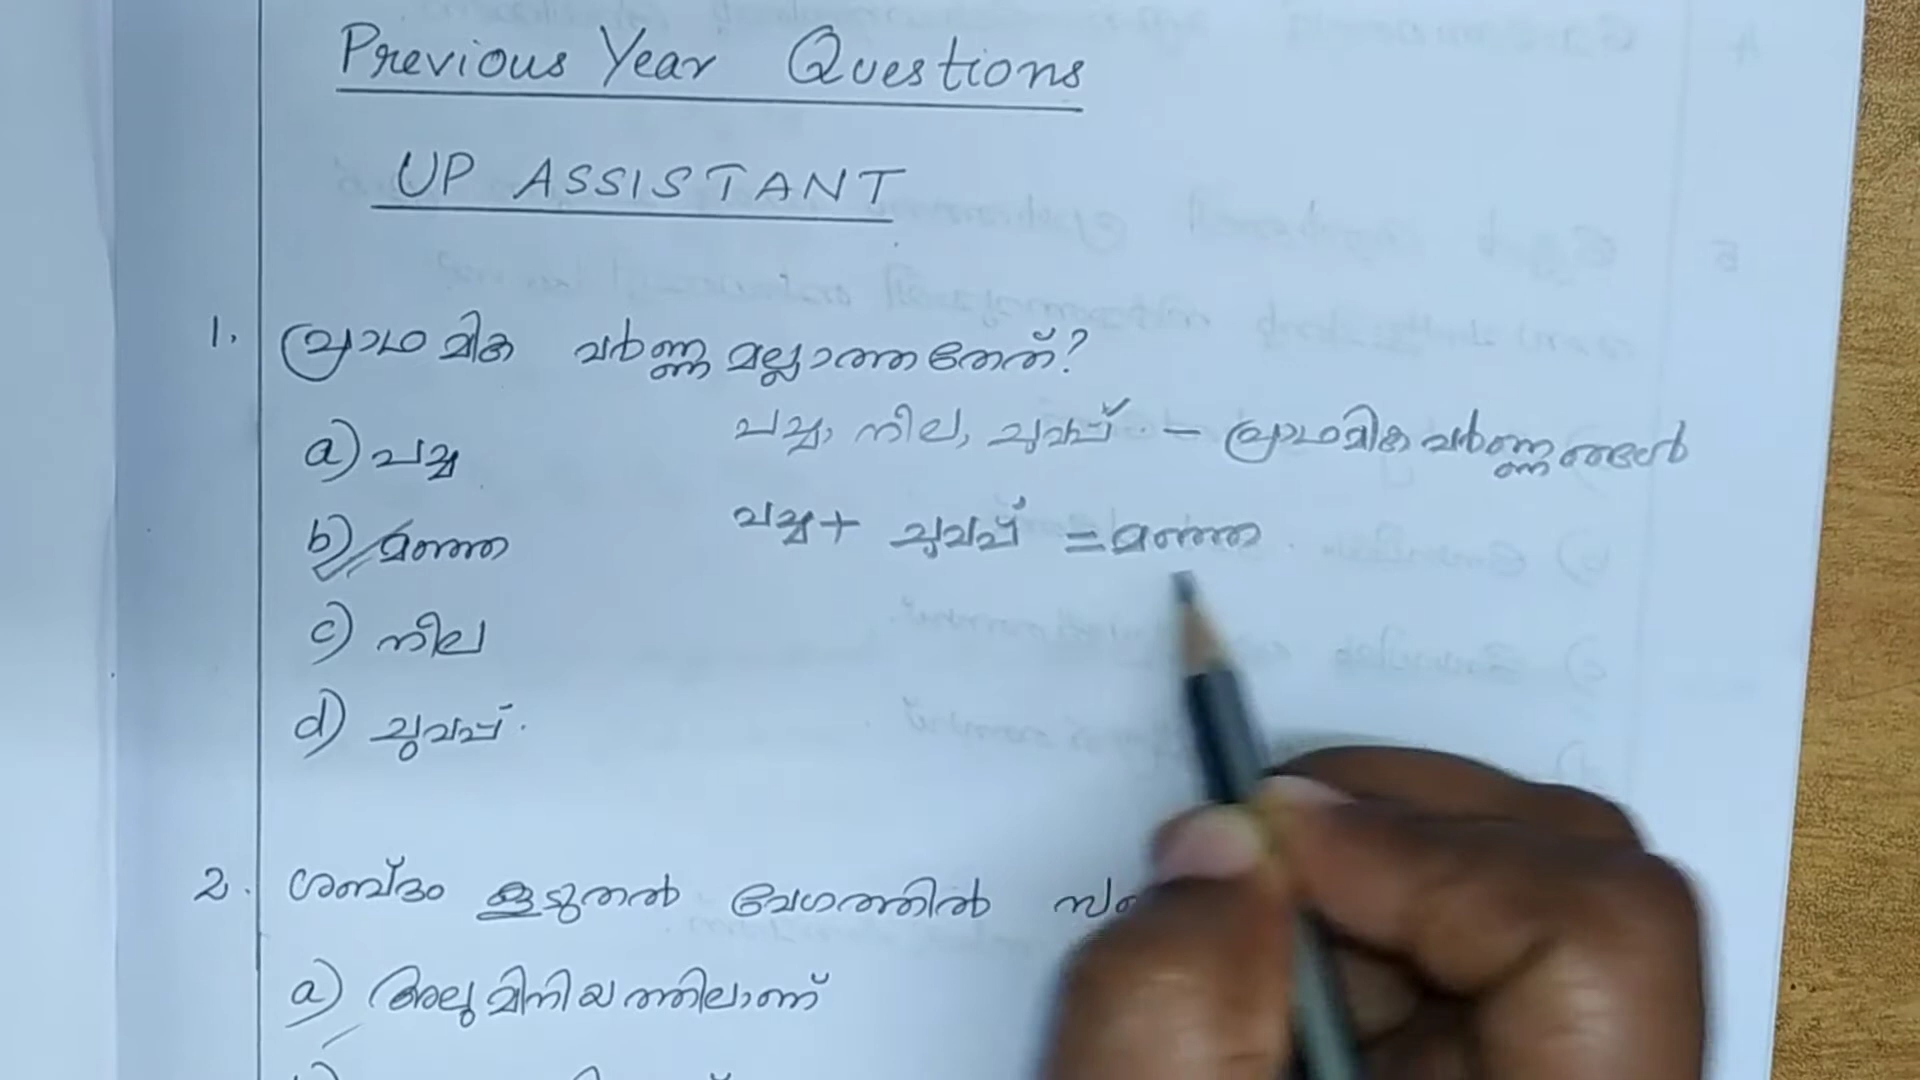 Previous Year Questions
UP ASSISTANT
1. പ്രാഥമിക വർണ്ണമല്ലാത്തതേത്?
a) പച്ച
പച്ച, നീല, ചുവപ്പ് - പ്രാഥമിക വർണ്ണങ്ങൾ
b) മഞ്ഞ
പച്ച + ചുവപ്പ് = മഞ്ഞ
c) നീല
d) ചുവപ്പ്.
2. ശബ്ദം കൂടുതൽ വേഗത്തിൽ
a) അലുമിനിയത്തിലാണ്